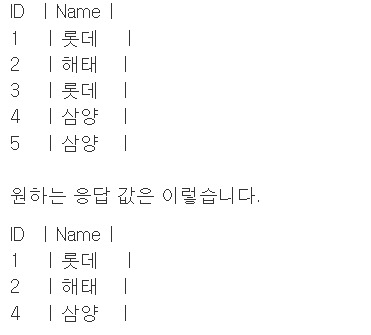 ID | Name |
1 | 롯데 |
2 | 해태 |
3 | 롯데 |
4 | 삼양 |
5 | 삼양 |
원하는 응답 값은 이렇습니다.
ID | Name |
1 | 롯데 |
2 | 해태 |
4 | 삼양 |